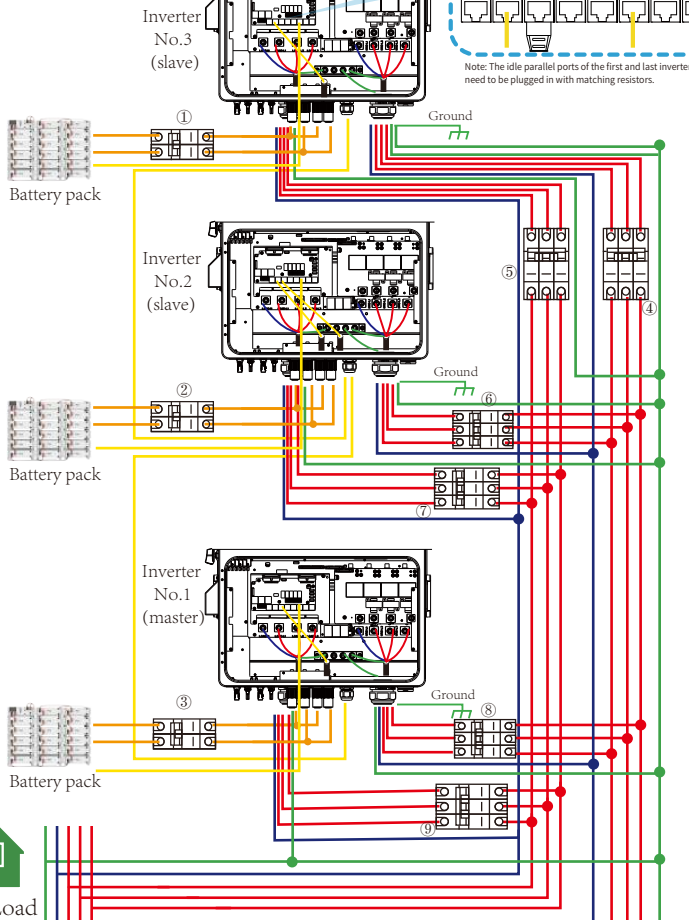 Inverter
No.3
(slave)
Note: The idle parallel ports of the first and last inverter
need to be plugged in with matching resistors.
①
Ground
Battery pack
⑤
④
Inverter
No.2
(slave)
②
Ground
⑥
Battery pack
⑦
Inverter
No.1
(master)
③
Ground
⑧
Battery pack
⑨